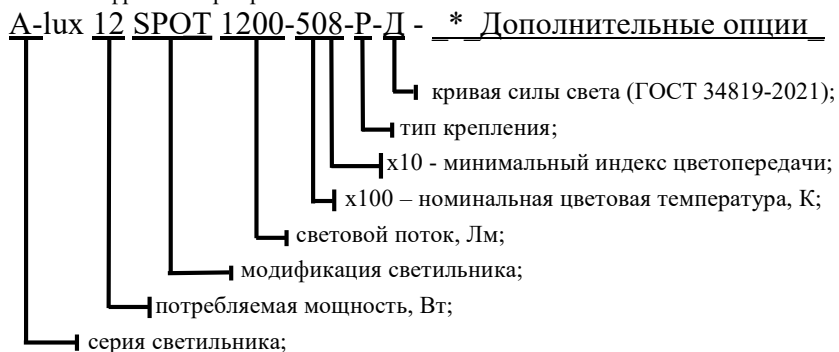 A-lux 12 SPOT 1200-508-Р-Д - _*_Дополнительные опции_
кривая силы света (ГОСТ 34819-2021);
тип крепления;
х10 - минимальный индекс цветопередачи;
х100 – номинальная цветовая температура, К;
световой поток, Лм;
модификация светильника;
потребляемая мощность, Вт;
серия светильника;